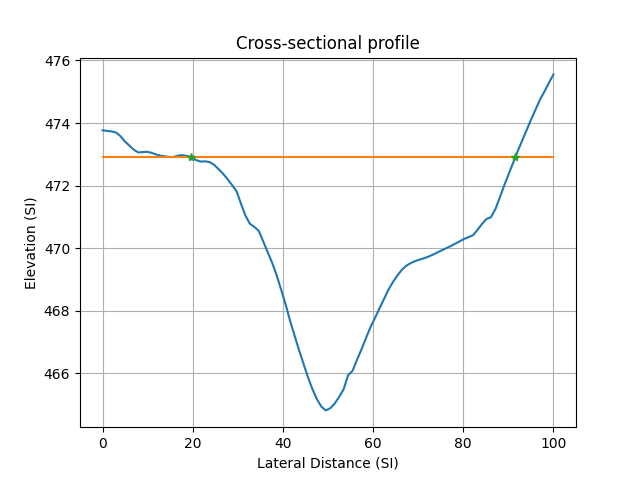 Cross-sectional profile
476
474
472
470
468
466
Elevation (SI)
0 20 40 60 80 100
Lateral Distance (SI)